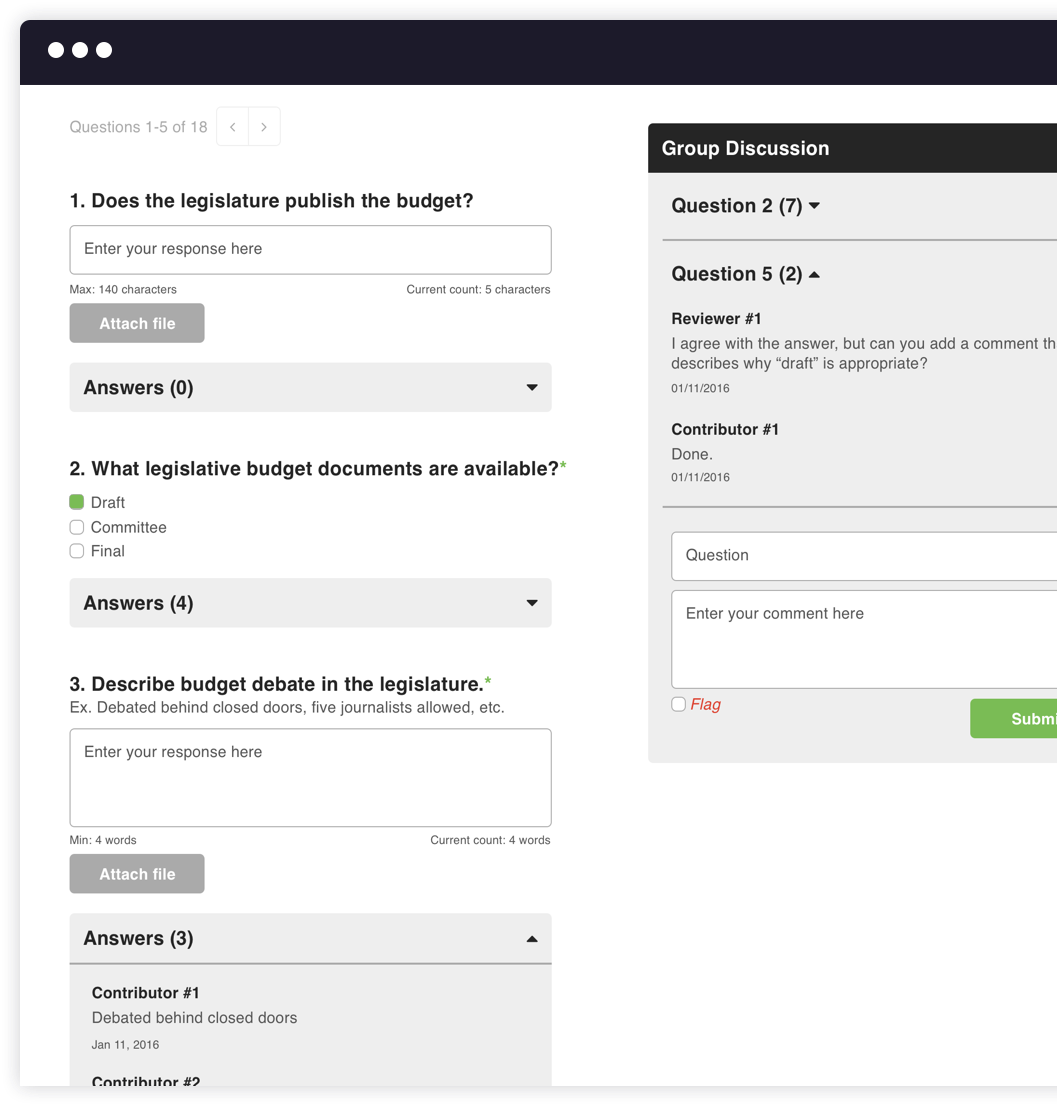 Questions 1-5 of 18
1. Does the legislature publish the budget?
Enter your response here
Max: 140 characters
Current count: 5 characters
Attach file
Answers (0)
2. What legislative budget documents are available?*
Draft
Committee
Final
Answers (4)
3. Describe budget debate in the legislature.*
Ex. Debated behind closed doors, five journalists allowed, etc.
Enter your response here
Min: 4 words
Current count: 4 words
Attach file
Answers (3)
Contributor #1
Debated behind closed doors
Jan 11, 2016
Contributor #2
Group Discussion
Question 2 (7)
Question 5 (2)
Reviewer #1
I agree with the answer, but can you add a comment th
describes why “draft” is appropriate?
01/11/2016
Contributor #1
Done.
01/11/2016
Question
Enter your comment here
Flag
Submi